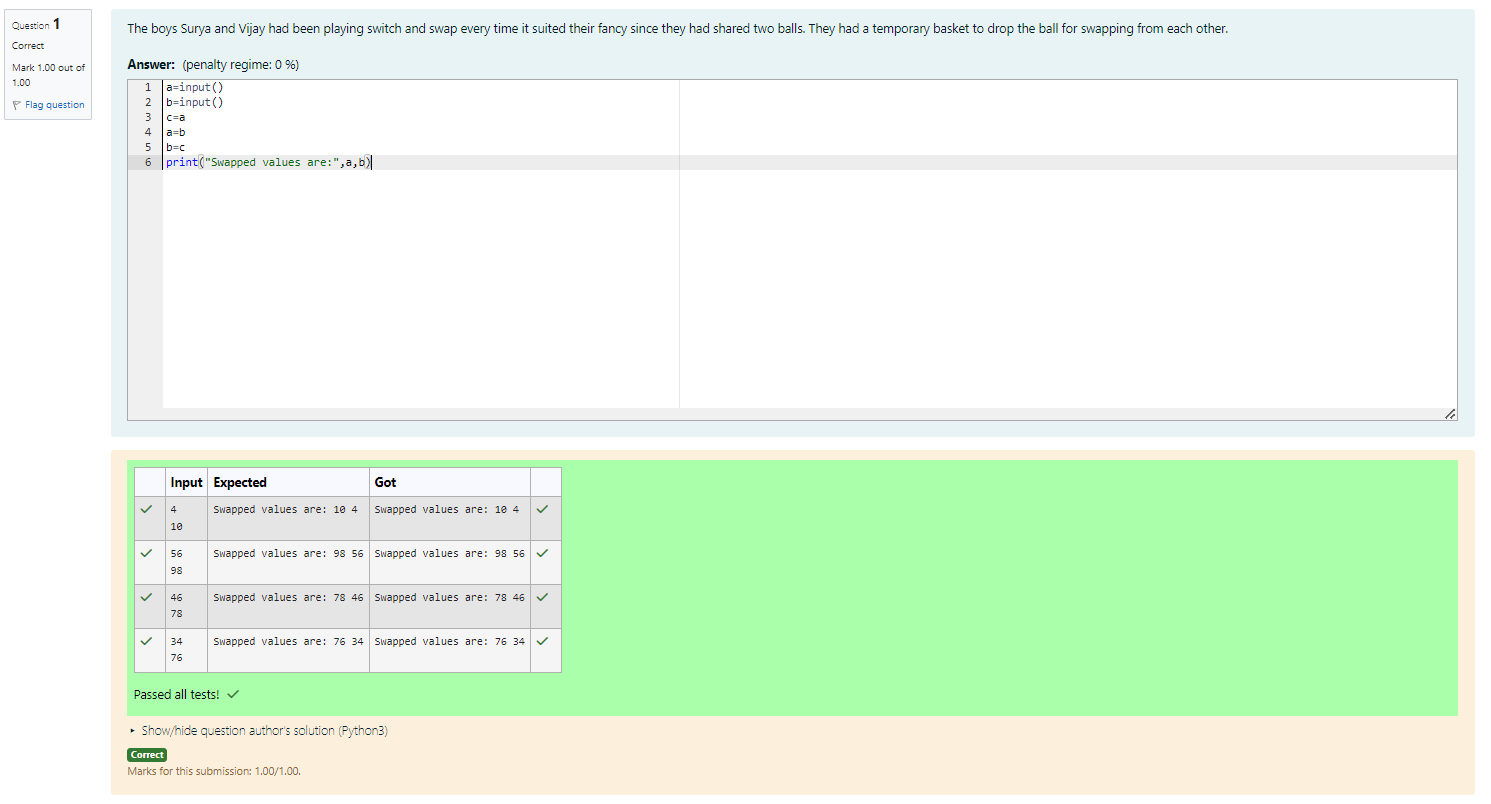 Question 1
Correct
Mark 1.00 out of
1.00
Flag question
The boys Surya and Vijay had been playing switch and swap every time it suited their fancy since they had shared two balls. They had a temporary basket to drop the ball for swapping from each other.
Answer: (penalty regime: 0 %)
1 a=input()
2 b=input()
3 c=a
4 a=b
5 b=c
6 print("Swapped values are:",a,b)
Input Expected Got
4 Swapped values are: 10 4 Swapped values are: 10 4
10
56 Swapped values are: 98 56 Swapped values are: 98 56
98
46 Swapped values are: 78 46 Swapped values are: 78 46
78
34 Swapped values are: 76 34 Swapped values are: 76 34
76
Passed all tests!
Show/hide question author's solution (Python3)
Correct
Marks for this submission: 1.00/1.00.